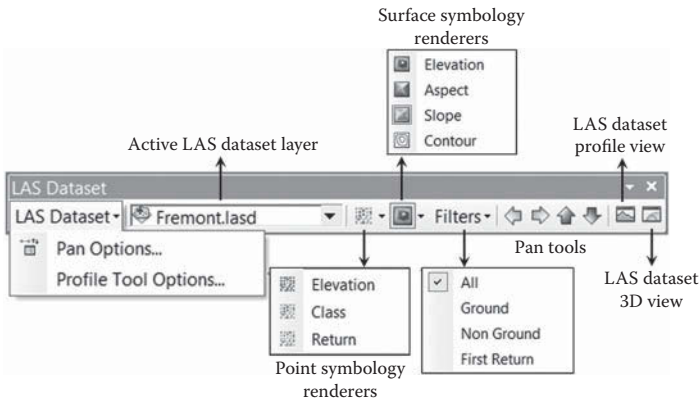 Surface symbology
renderers
Elevation
Aspect
Slope
Contour
Active LAS dataset layer
LAS dataset
profile view
LAS Dataset
LAS Dataset
Fremont.lasd
Filters
Pan Options...
Profile Tool Options...
Pan tools
LAS dataset
3D view
Elevation
Class
Return
Point symbology
renderers
All
Ground
Non Ground
First Return